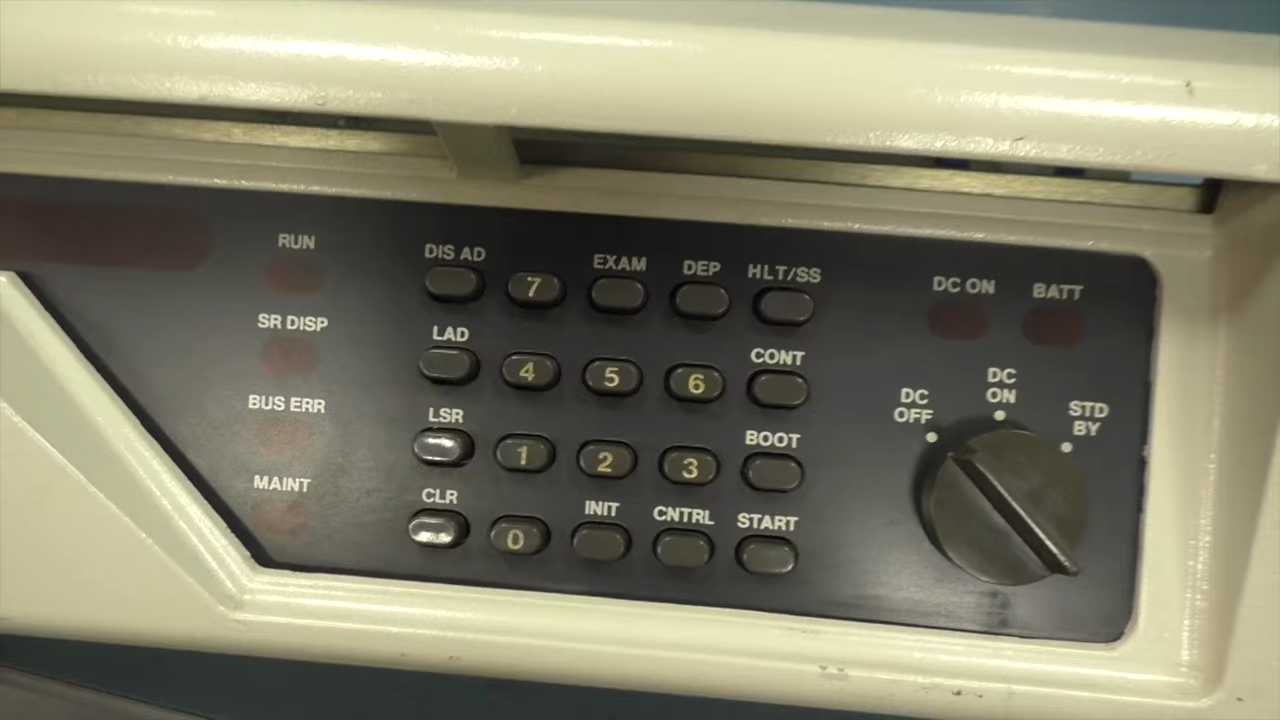 RUN
SR DISP
BUS ERR
MAINT
DIS AD
7
EXAM
DEP
HLT/SS
LAD
4
5
6
CONT
LSR
1
2
3
BOOT
CLR
0
INIT
CNTRL
START
DC ON
BATT
DC
OFF
DC
ON
STD
BY